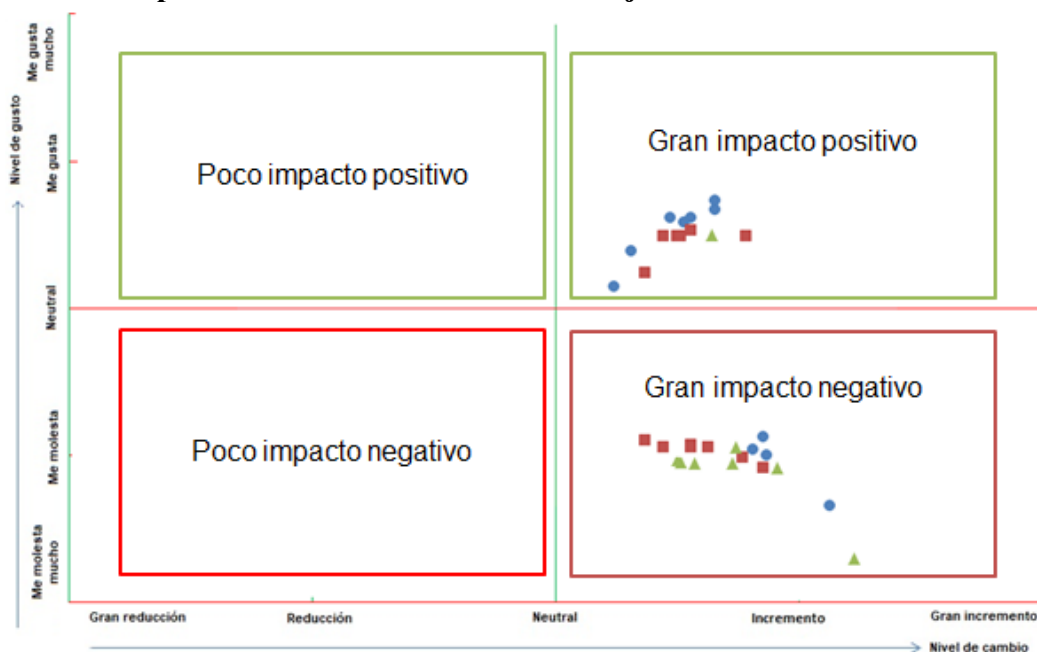 Me gusta
mucho
Nivel de gusto
Me gusta
Neutral
Me molesta
Me molesta
mucho
Poco impacto positivo
Gran impacto positivo
Poco impacto negativo
Gran impacto negativo
Gran reducción
Reducción
Neutral
Incremento
Gran incremento
Nivel de cambio